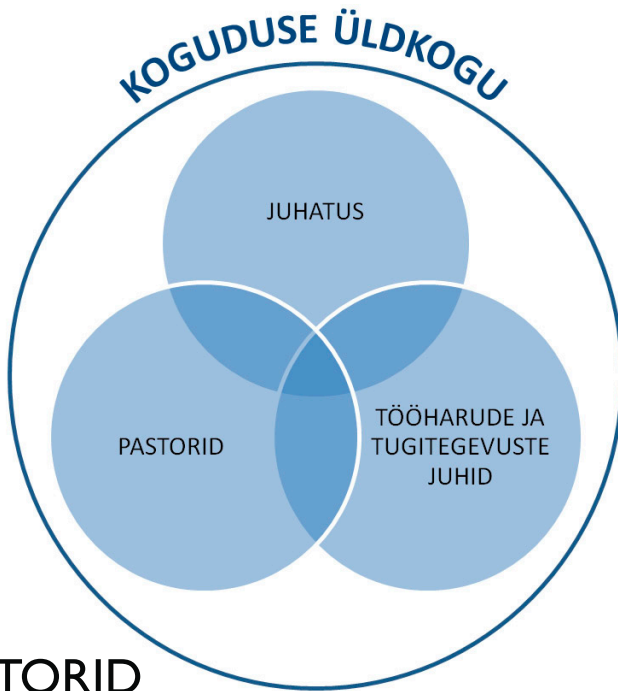 KOGUDUSE ÜLDKOGU
JUHATUS
PASTORID
TÖÖHARUDE JA
TUGITEGEVUSTE
JUHID
TORID